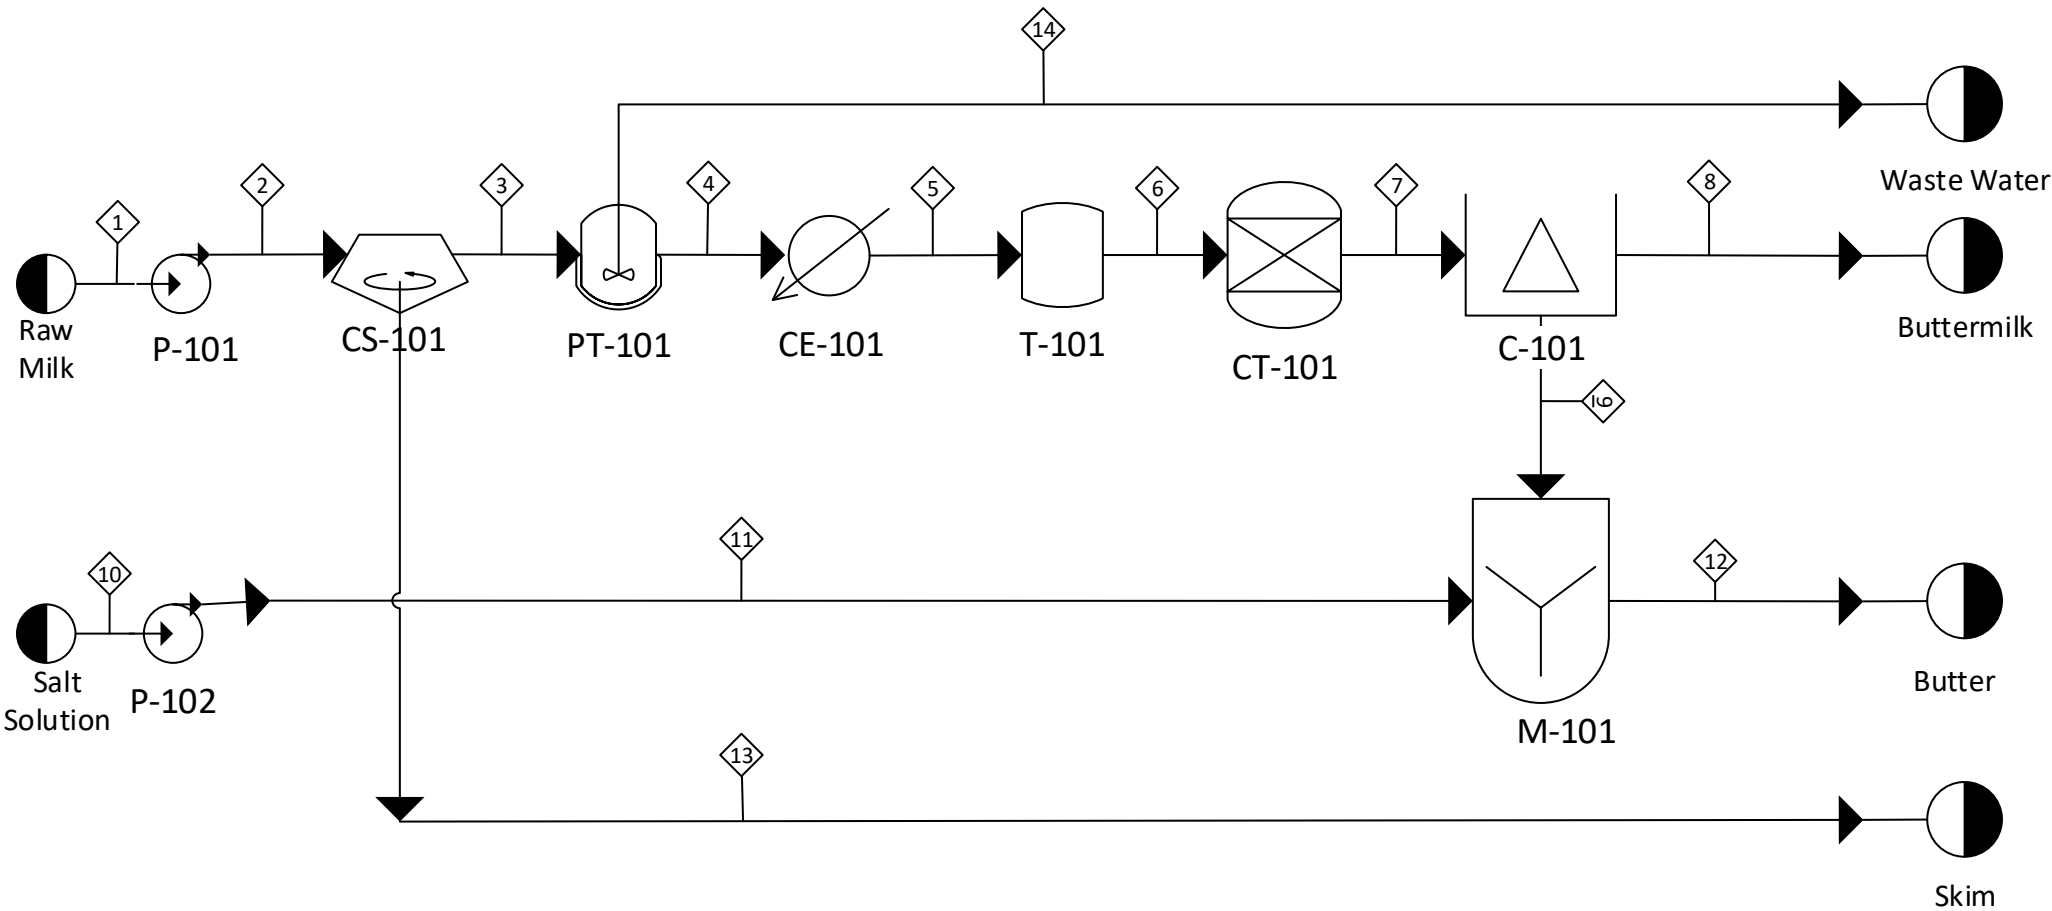 14
2
3
4
5
6
7
8
1
Waste Water
Raw
Milk
P-101
CS-101
PT-101
CE-101
T-101
CT-101
C-101
Buttermilk
9
11
10
12
Salt
Solution
P-102
Butter
M-101
13
Skim